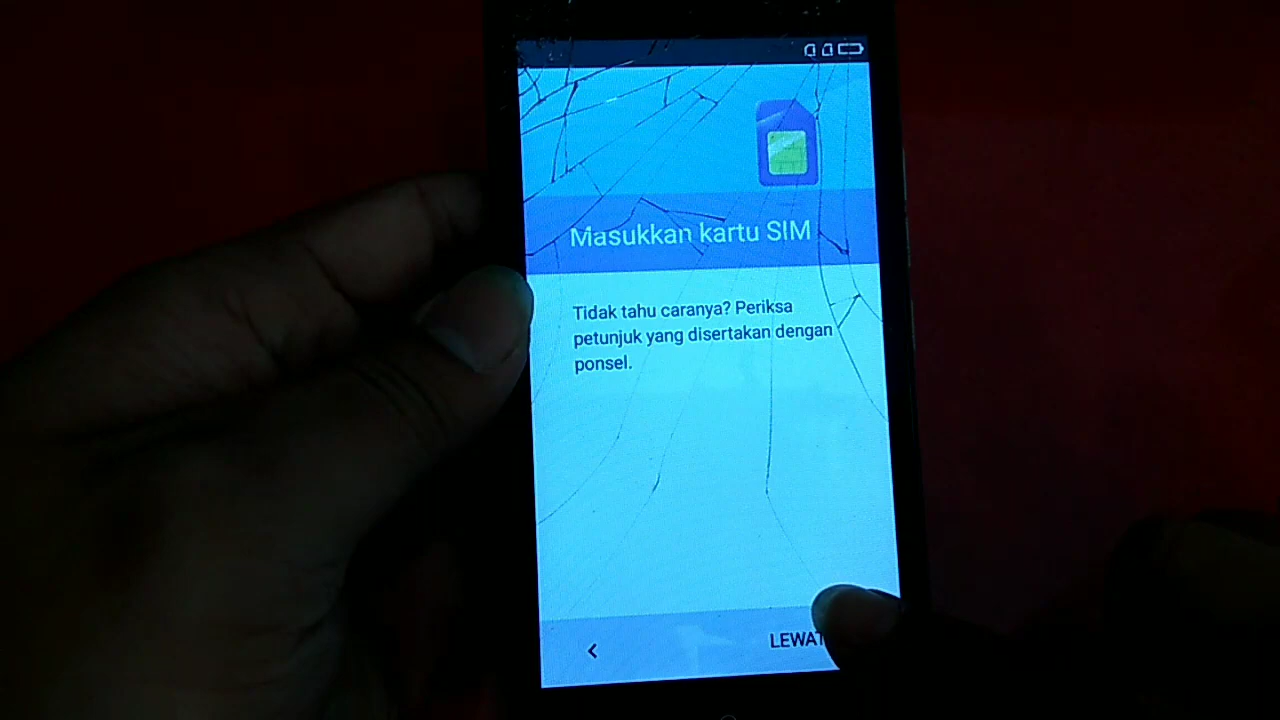 Masukkan kartu SIM
Tidak tahu caranya? Periksa
petunjuk yang disertakan dengan
ponsel.